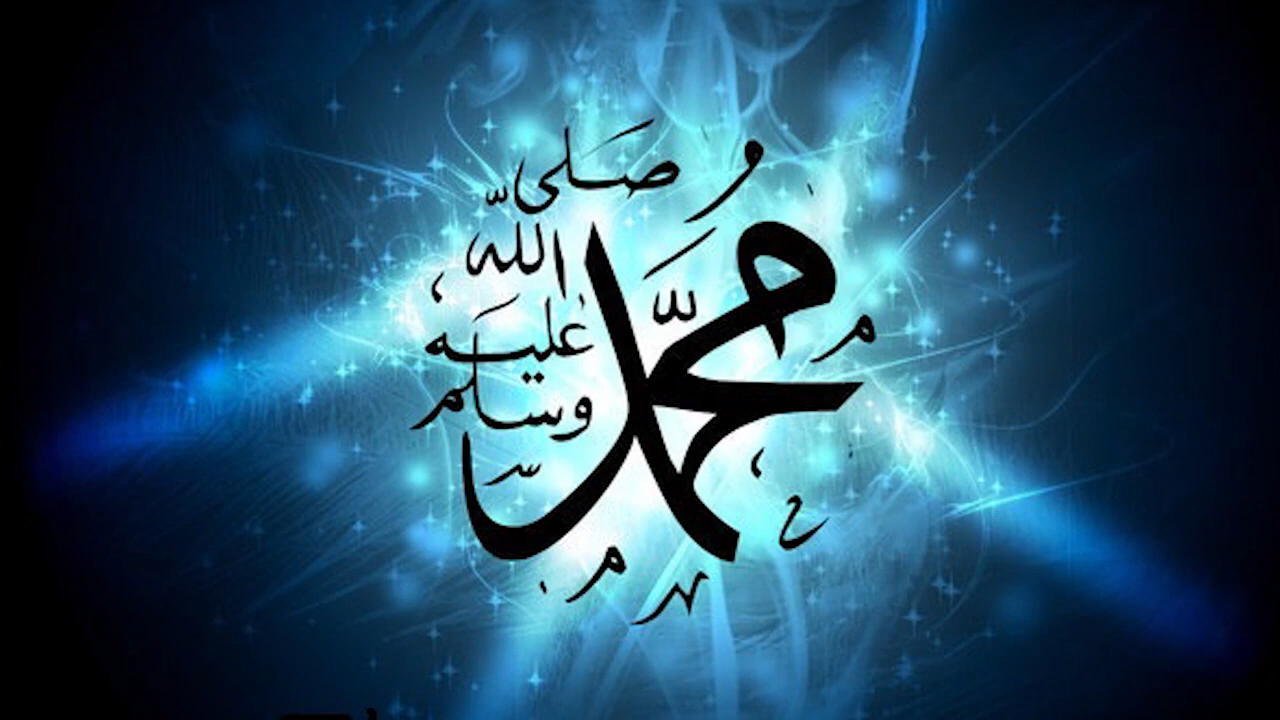 محمد
صلى
الله
عليه
وسلم